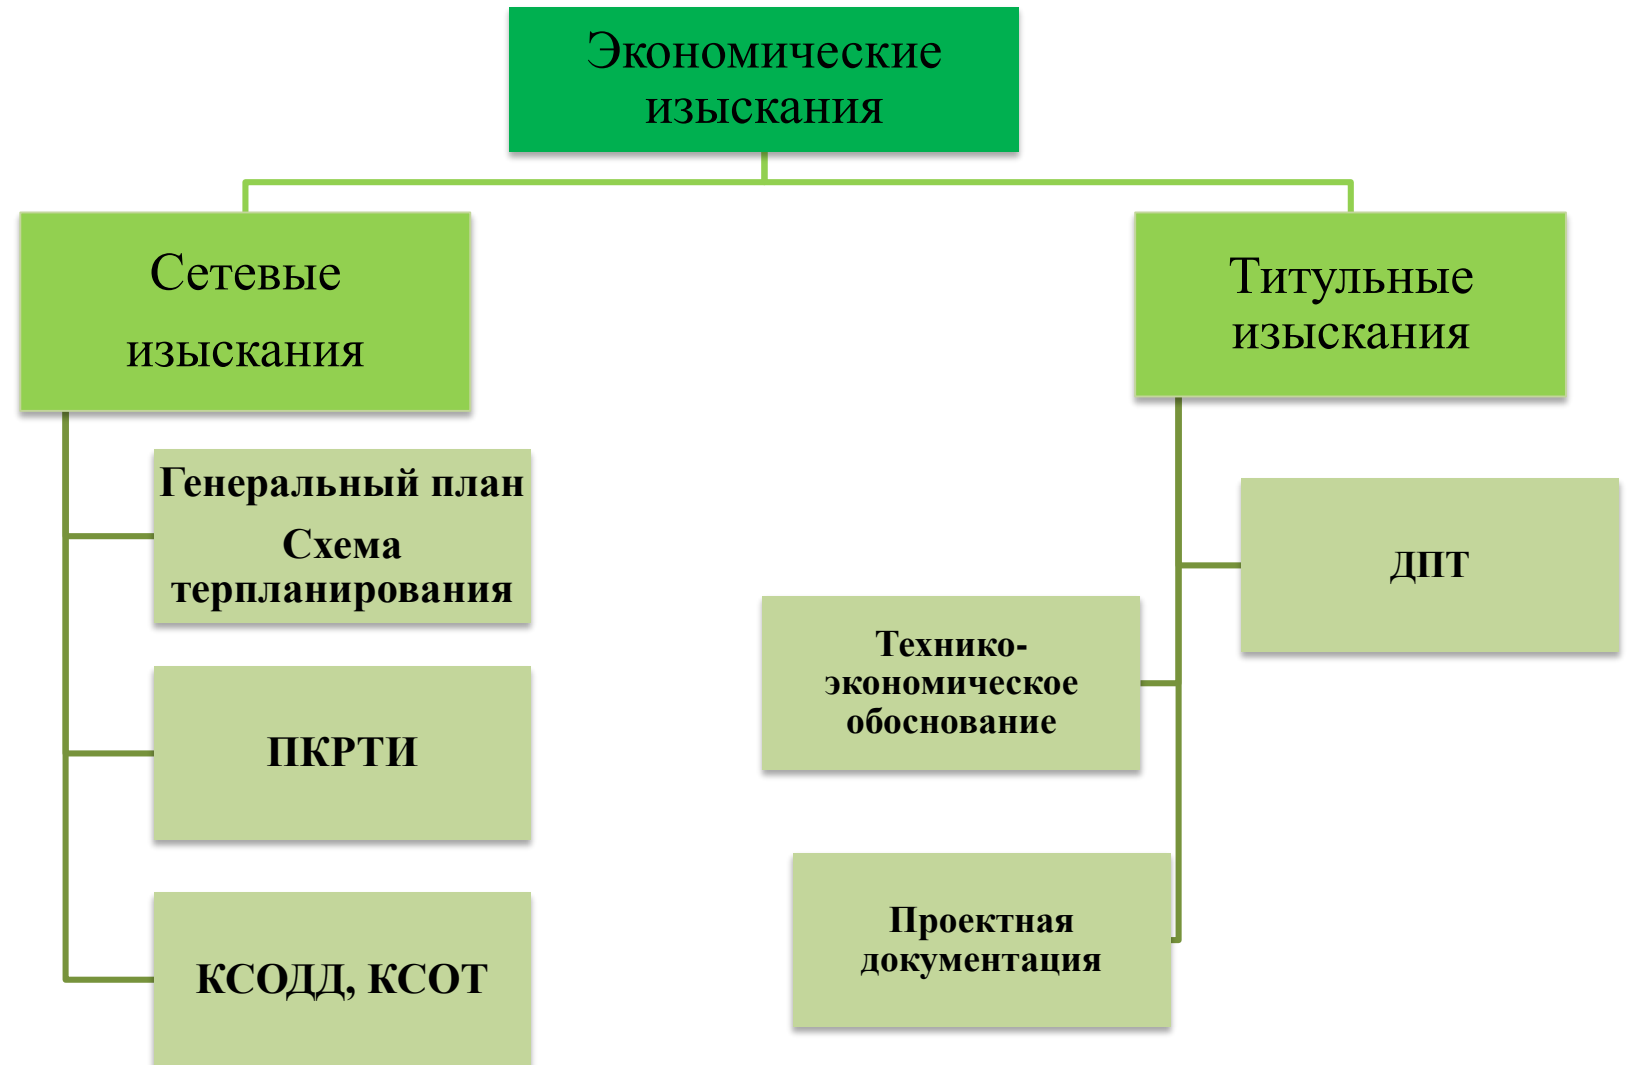 Экономические
изыскания
Сетевые
изыскания
Генеральный план
Схема
терпланирования
ПКРТИ
КСОДД, КСОТ
Титульные
изыскания
ДПТ
Технико-
экономическое
обоснование
Проектная
документация